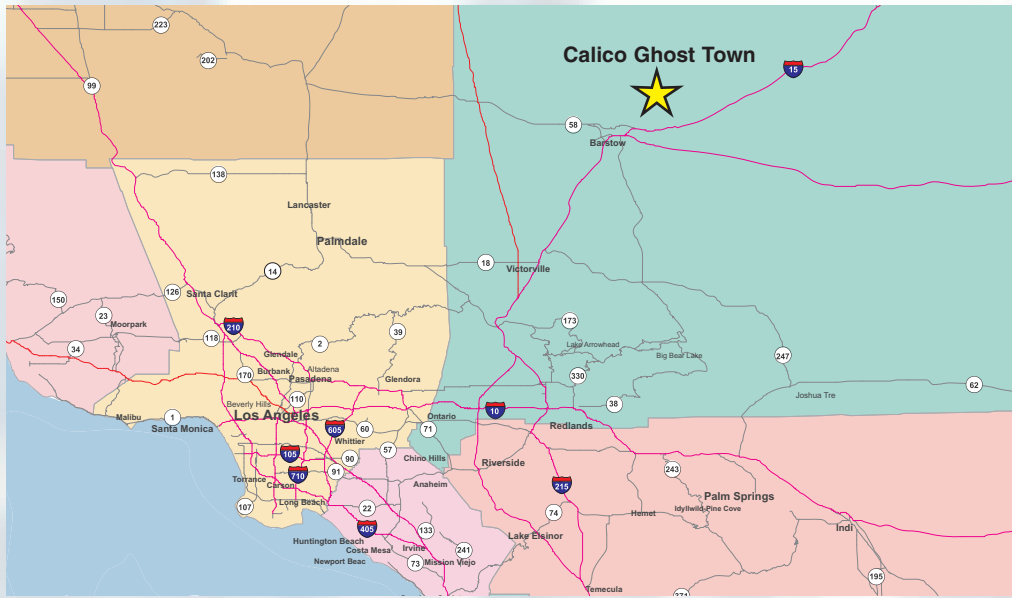 223
Calico Ghost Town
202
15
99
58
Barstow
138
Lancaster
Palmdale
18
Victorville
14
126
Santa Clarit
150
23
Moorpark
210
173
39
118
2
Lake Arrowhead
34
Glendale
Big Bear Lake
247
Burbank
Altadena
170
Pasadena
Glendora
330
62
110
Joshua Tre
Beverly Hills
38
10
Malibu
1
Los Angeles
Ontario
Santa Monica
605
60
71
Redlands
Whittier
105
57
90
Chino Hills
Riverside
710
91
243
Torrance
Carson
Anaheim
215
Palm Springs
Long Beach
107
22
74
Hemet
Idyllwild-Pine Cove
405
133
Indi
Huntington Beach
Lake Elsinor
Costa Mesa
Irvine
241
Newport Beac
73
Mission Viejo
195
Temecula
371